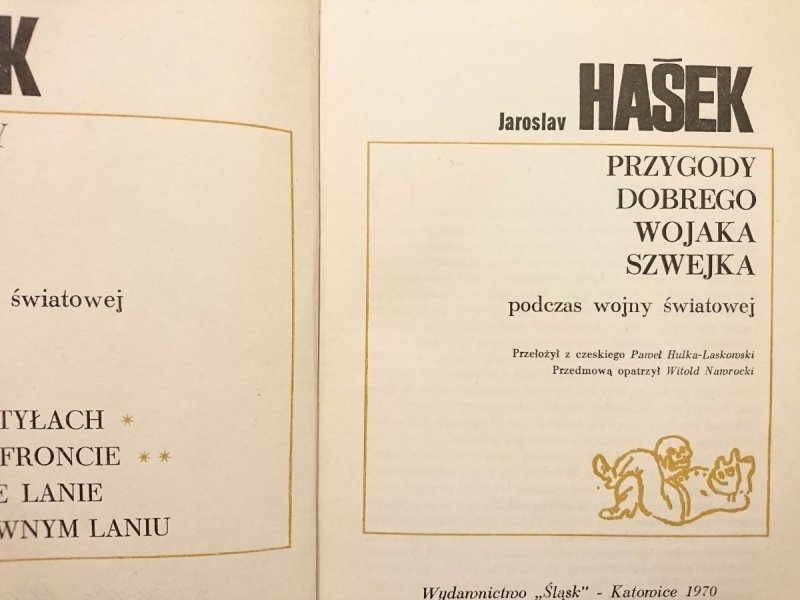 K
Y
światowej
TYŁACH *
FRONCIE * *
E LANIE
WNYM LANIU
Jaroslav HAŠEK
PRZYGODY
DOBREGO
WOJAKA
SZWEJKA
podczas wojny światowej
Przełożył z czeskiego Paweł Hulka-Laskowski
Przedmową opatrzył Witold Nawrocki
Wydawnictwo „Śląsk" - Katowice 1970